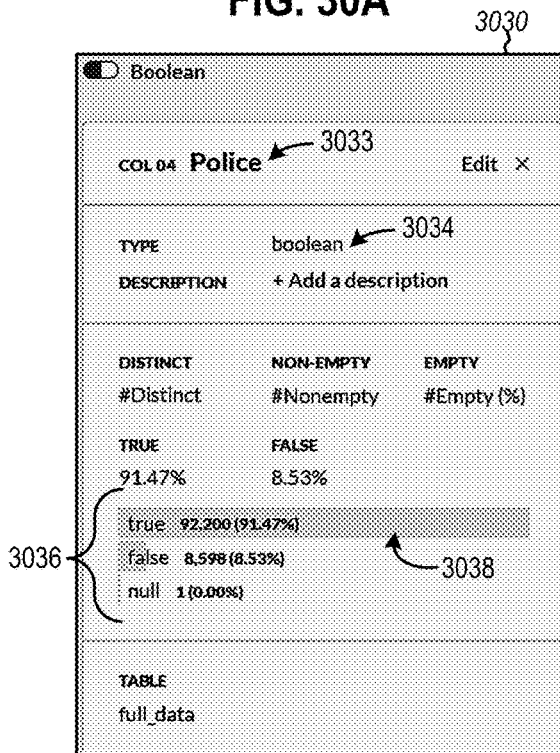 FIG. 30A
3030
Boolean
COL 04 Police 3033 Edit ×
TYPE boolean 3034
DESCRIPTION + Add a description
DISTINCT NON-EMPTY EMPTY
#Distinct #Nonempty #Empty (%)
TRUE FALSE
91.47% 8.53%
true 92,200 (91.47%)
3036 false 8,598 (8.53%) 3038
null 1 (0.00%)
TABLE
full_data